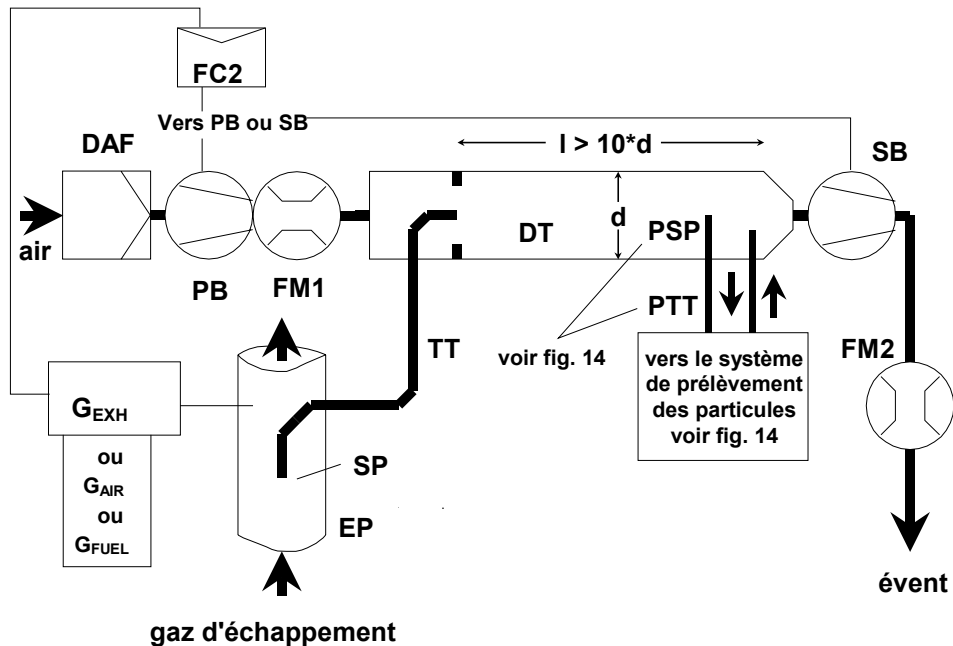 FC2
Vers PB ou SB
DAF
l > 10*d
SB
d
DT
PSP
air
PB
FM1
PTT
TT
voir fig. 14
FM2
vers le système
de prélèvement
des particules
voir fig. 14
GEXH
ou
GAIR
ou
GFUEL
SP
EP
évent
gaz d'échappement